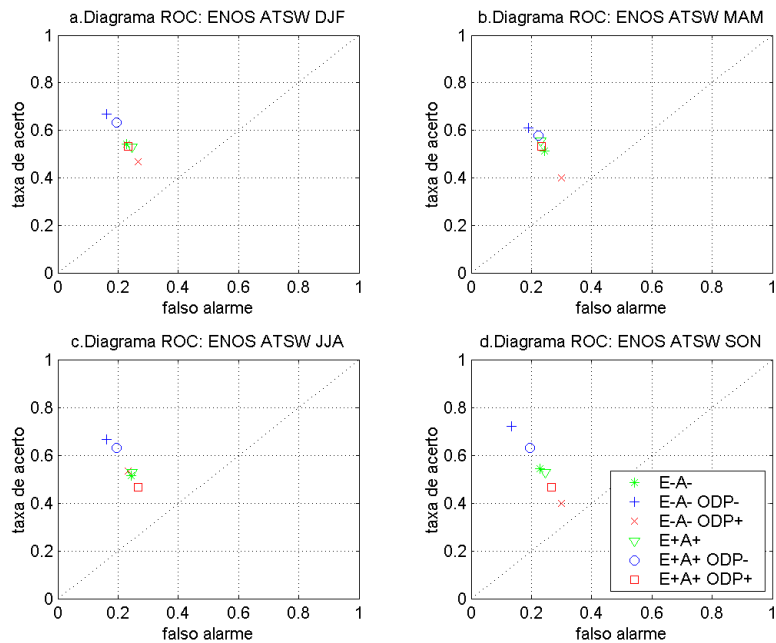 a.Diagrama ROC: ENOS ATSW DJF
1
0.8
0.6
0.4
0.2
0
taxa de acerto
0 0.2 0.4 0.6 0.8 1
falso alarme
b.Diagrama ROC: ENOS ATSW MAM
1
0.8
0.6
0.4
0.2
0
taxa de acerto
0 0.2 0.4 0.6 0.8 1
falso alarme
c.Diagrama ROC: ENOS ATSW JJA
1
0.8
0.6
0.4
0.2
0
taxa de acerto
0 0.2 0.4 0.6 0.8 1
falso alarme
d.Diagrama ROC: ENOS ATSW SON
1
0.8
0.6
0.4
0.2
0
taxa de acerto
0 0.2 0.4 0.6 0.8 1
falso alarme
E-A-
E-A- ODP-
E-A- ODP+
E+A+
E+A+ ODP-
E+A+ ODP+